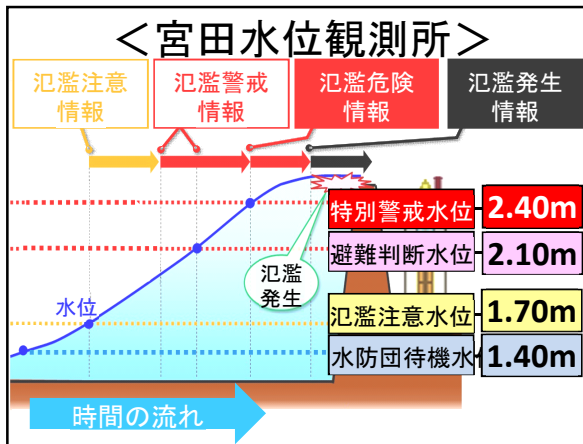 ＜宮田水位観測所＞
氾濫注意
情報
氾濫警戒
情報
氾濫危険
情報
氾濫発生
情報
特別警戒水位
2.40m
避難判断水位
2.10m
氾濫
発生
水位
氾濫注意水位
1.70m
水防団待機水
1.40m
時間の流れ